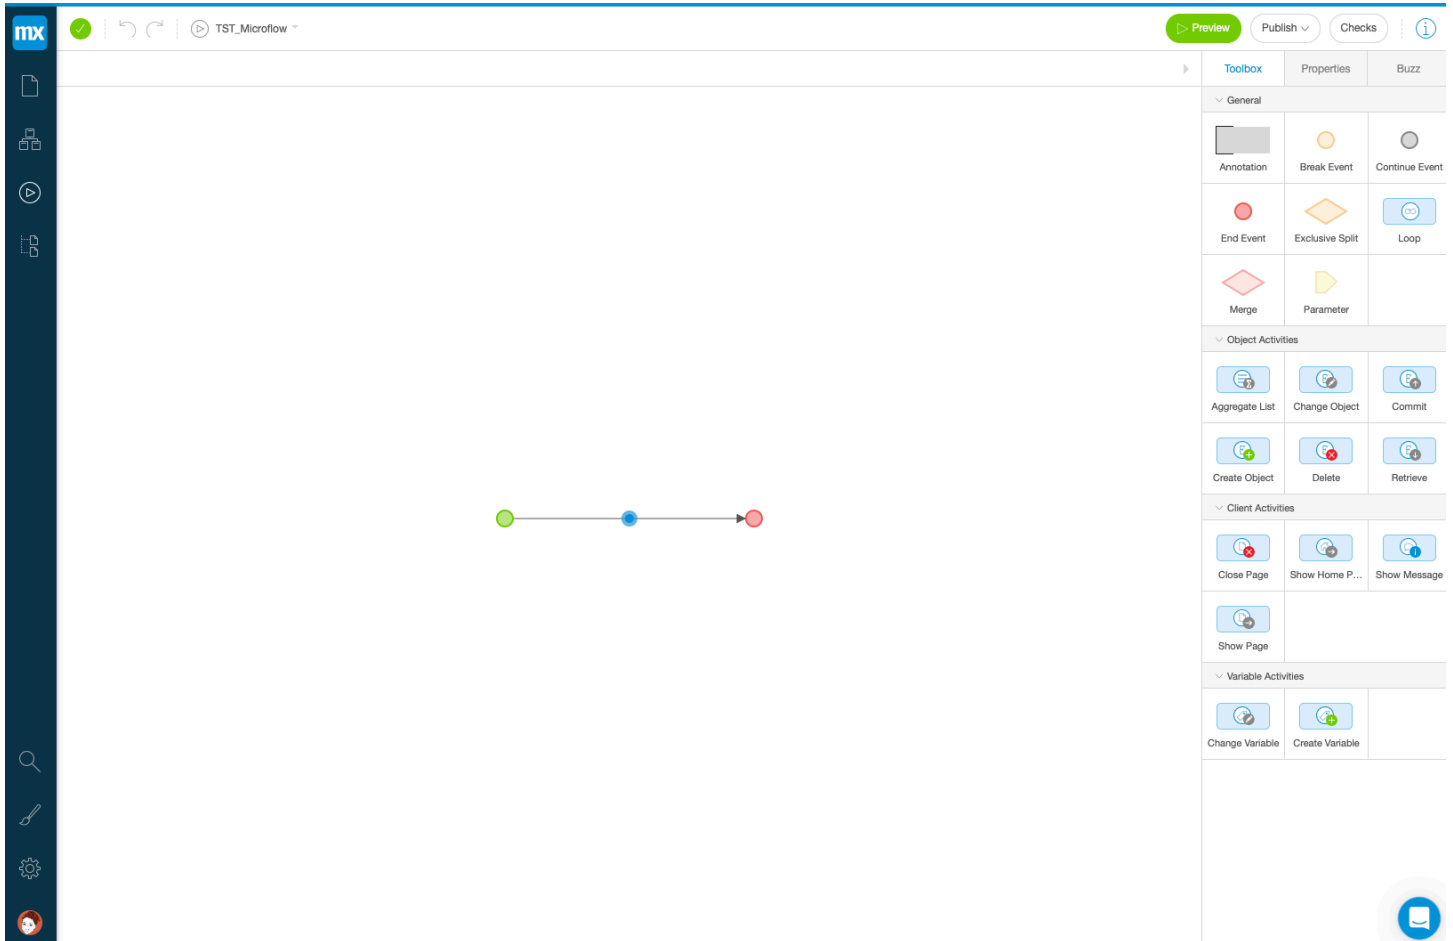 mx
TST_Microflow
Preview
Publish
Checks
Toolbox
Properties
Buzz
General
Annotation
Break Event
Continue Event
End Event
Exclusive Split
Loop
Merge
Parameter
Object Activities
Aggregate List
Change Object
Commit
Create Object
Delete
Retrieve
Client Activities
Close Page
Show Home P...
Show Message
Show Page
Variable Activities
Change Variable
Create Variable